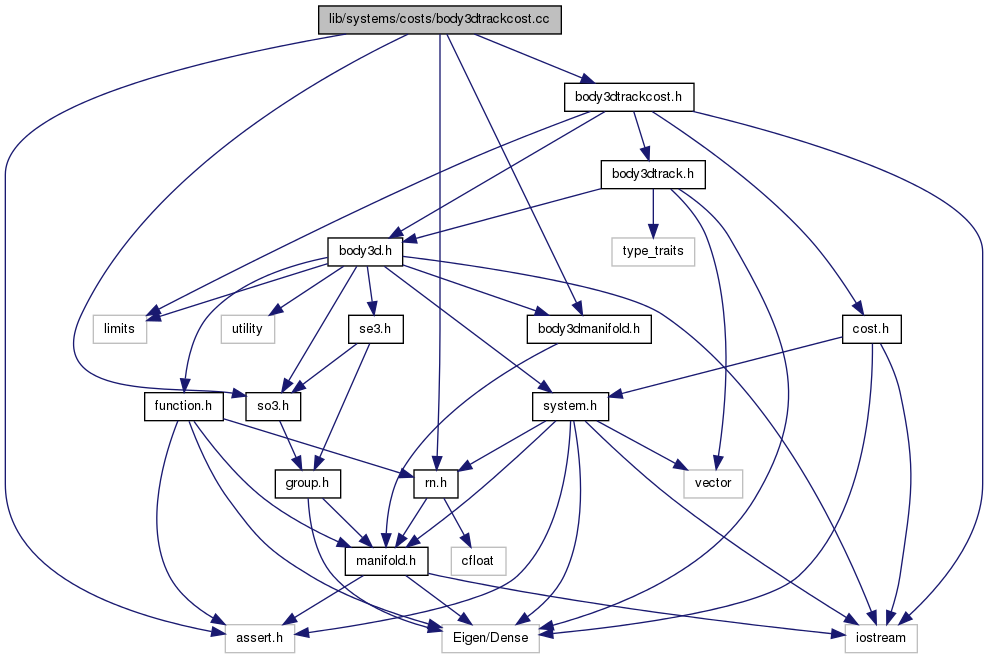 lib/systems/costs/body3dtrackcost.cc
body3dtrackcost.h
body3dtrack.h
body3d.h
type_traits
limits
utility
se3.h
body3dmanifold.h
cost.h
function.h
so3.h
system.h
group.h
rn.h
vector
manifold.h
cfloat
assert.h
Eigen/Dense
iostream